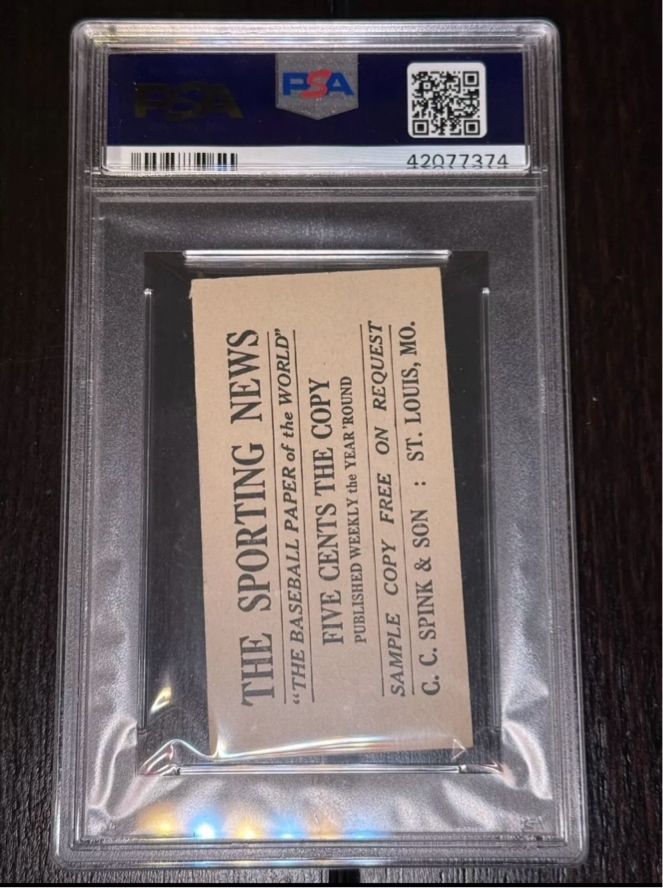 PSA
PSA
42077374
THE SPORTING NEWS
"THE BASEBALL PAPER of the WORLD"
FIVE CENTS THE COPY
PUBLISHED WEEKLY the YEAR 'ROUND
SAMPLE COPY FREE ON REQUEST
C. C. SPINK & SON : ST. LOUIS, MO.